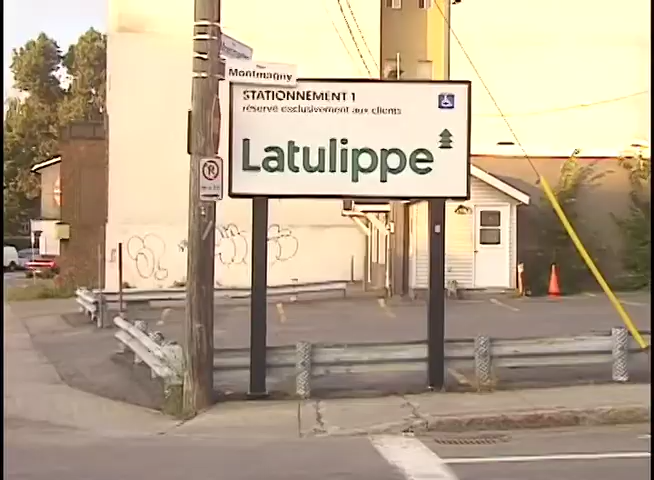 Montmagny
STATIONNEMENT 1
réservé exclusivement aux clients
Latulippe